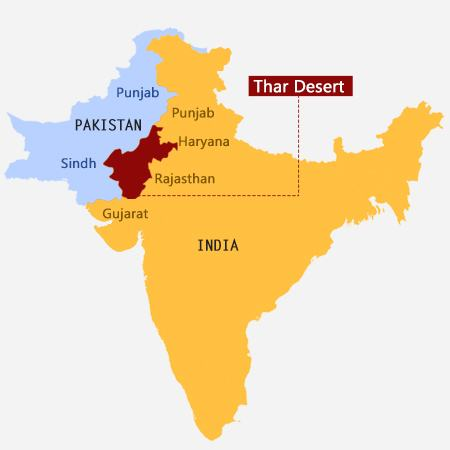 Thar Desert
Punjab
Punjab
PAKISTAN
Haryana
Sindh
Rajasthan
Gujarat
INDIA